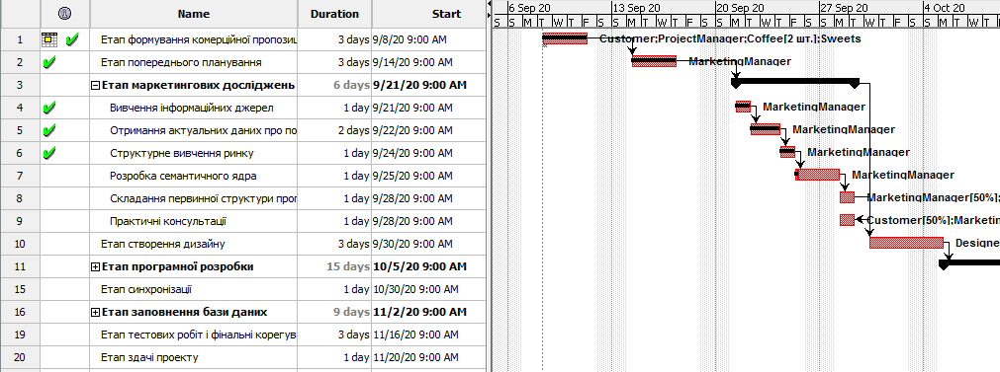 Name Duration Start
6 Sep 20 13 Sep 20 20 Sep 20 27 Sep 20 4 Oct 20
S S M T W T F S S M T W T F S S M T W T F S S M T W T F S S M T W T F
1 Етап формування комерційної пропозиц 3 days 9/8/20 9:00 AM Customer;ProjectManager;Coffee[2 шт.];Sweets
2 Етап попереднього планування 3 days 9/14/20 9:00 AM MarketingManager
3 Етап маркетингових досліджень 6 days 9/21/20 9:00 AM
4 Вивчення інформаційних джерел 1 day 9/21/20 9:00 AM MarketingManager
5 Отримання актуальних даних про по 2 days 9/22/20 9:00 AM MarketingManager
6 Структурне вивчення ринку 1 day 9/24/20 9:00 AM MarketingManager
7 Розробка семантичного ядра 1 day 9/25/20 9:00 AM MarketingManager
8 Складання первинної структури прог 1 day 9/28/20 9:00 AM MarketingManager[50%];
9 Практичні консультації 1 day 9/28/20 9:00 AM Customer[50%];Marketin
10 Етап створення дизайну 3 days 9/30/20 9:00 AM Designe
11 Етап програмної розробки 15 days 10/5/20 9:00 AM
15 Етап синхронізації 1 day 10/30/20 9:00 AM
16 Етап заповнення бази даних 9 days 11/2/20 9:00 AM
19 Етап тестових робіт і фінальні корегув 3 days 11/16/20 9:00 AM
20 Етап здачі проекту 1 day 11/20/20 9:00 AM